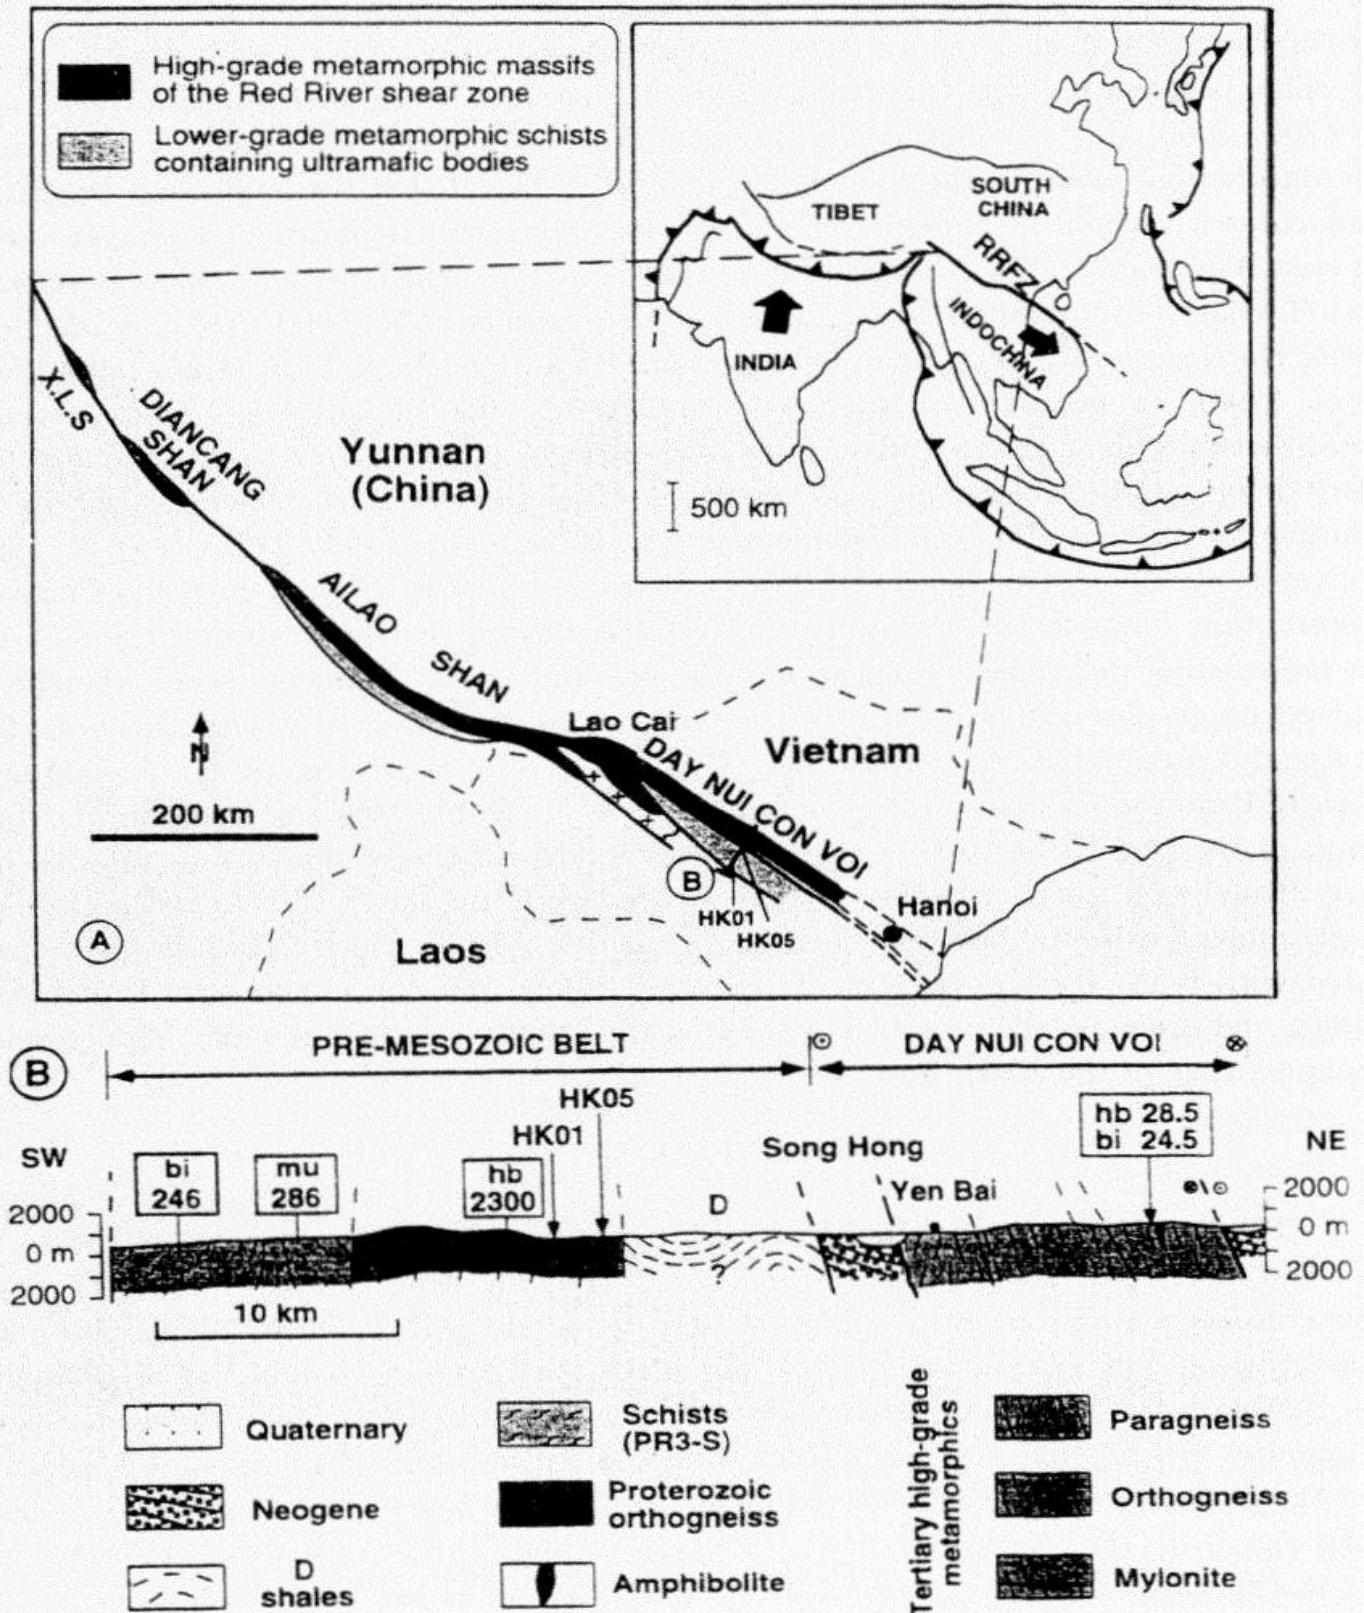 High-grade metamorphic massifs
of the Red River shear zone
Lower-grade metamorphic schists
containing ultramafic bodies
TIBET
SOUTH
CHINA
RRFZ
INDOCHINA
INDIA
500 km
X.L.S
DIANCANG
SHAN
Yunnan
(China)
AILAO
SHAN
Lao Cai
DAY NUI CON VOI
Vietnam
N
200 km
B
HK01
HK05
Hanoi
A
Laos
B
PRE-MESOZOIC BELT
DAY NUI CON VOI
HK05
HK01
SW
bi
246
mu
286
hb
2300
D
Song Hong
Yen Bai
hb 28.5
bi 24.5
NE
2000
0 m
2000
2000
0 m
2000
?
10 km
Quaternary
Neogene
D
shales
Schists
(PR3-S)
Proterozoic
orthogneiss
Amphibolite
Tertiary high-grade
metamorphics
Paragneiss
Orthogneiss
Mylonite